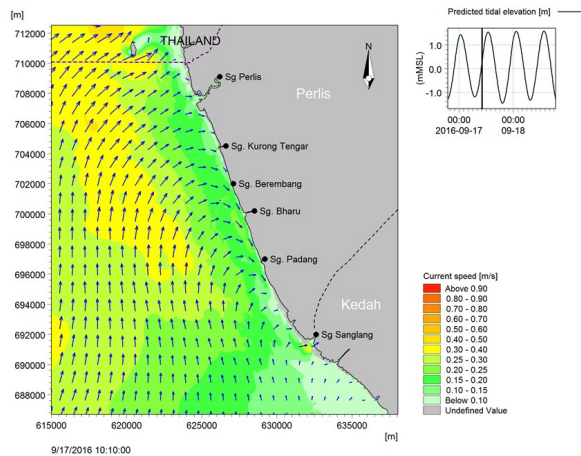 [m]
Predicted tidal elevation [m]
712000
710000
708000
706000
704000
702000
700000
698000
696000
694000
692000
690000
688000
THAILAND
N
Sg Perlis
Perlis
Sg. Kurong Tengar
Sg. Berembang
Sg. Bharu
Sg. Padang
Kedah
Sg Sanglang
615000 620000 625000 630000 635000
[m]
9/17/2016 10:10:00
(mMSL)
1.0
0.0
-1.0
00:00 00:00
2016-09-17 09-18
Current speed [m/s]
Above 0.90
0.80 - 0.90
0.70 - 0.80
0.60 - 0.70
0.50 - 0.60
0.40 - 0.50
0.30 - 0.40
0.25 - 0.30
0.20 - 0.25
0.15 - 0.20
0.10 - 0.15
Below 0.10
Undefined Value